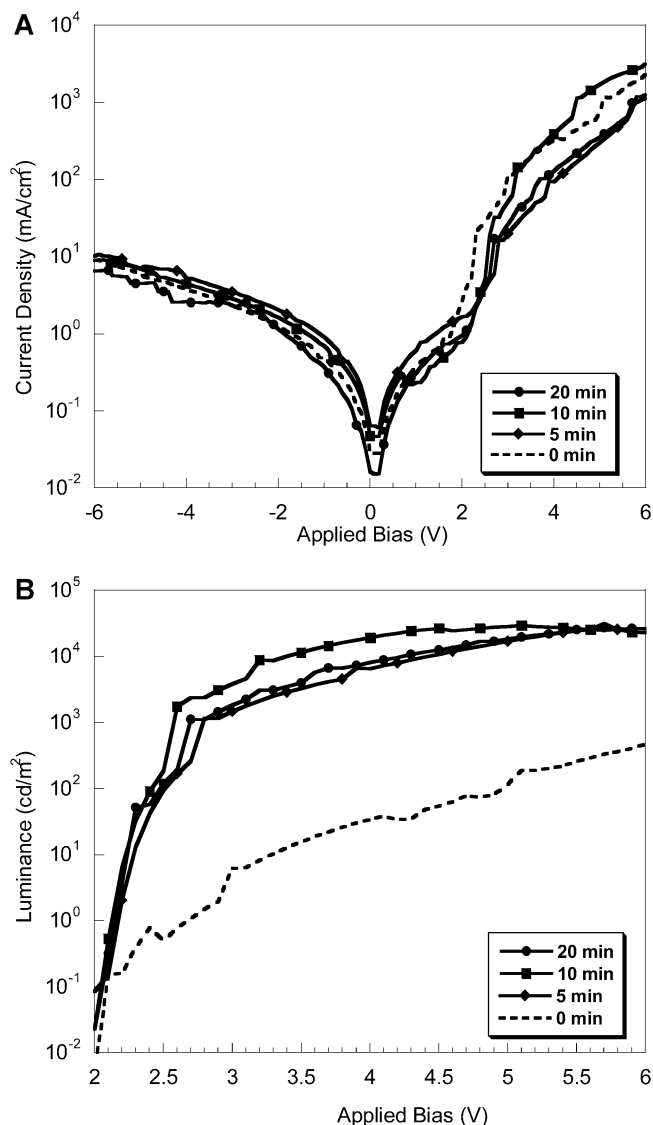 A
10^4
10^3
10^2
10^1
10^0
10^-1
10^-2
Current Density (mA/cm^2)
20 min
10 min
5 min
0 min
-6 -4 -2 0 2 4 6
Applied Bias (V)
B
10^5
10^4
10^3
10^2
10^1
10^0
10^-1
10^-2
Luminance (cd/m^2)
20 min
10 min
5 min
0 min
2 2.5 3 3.5 4 4.5 5 5.5 6
Applied Bias (V)